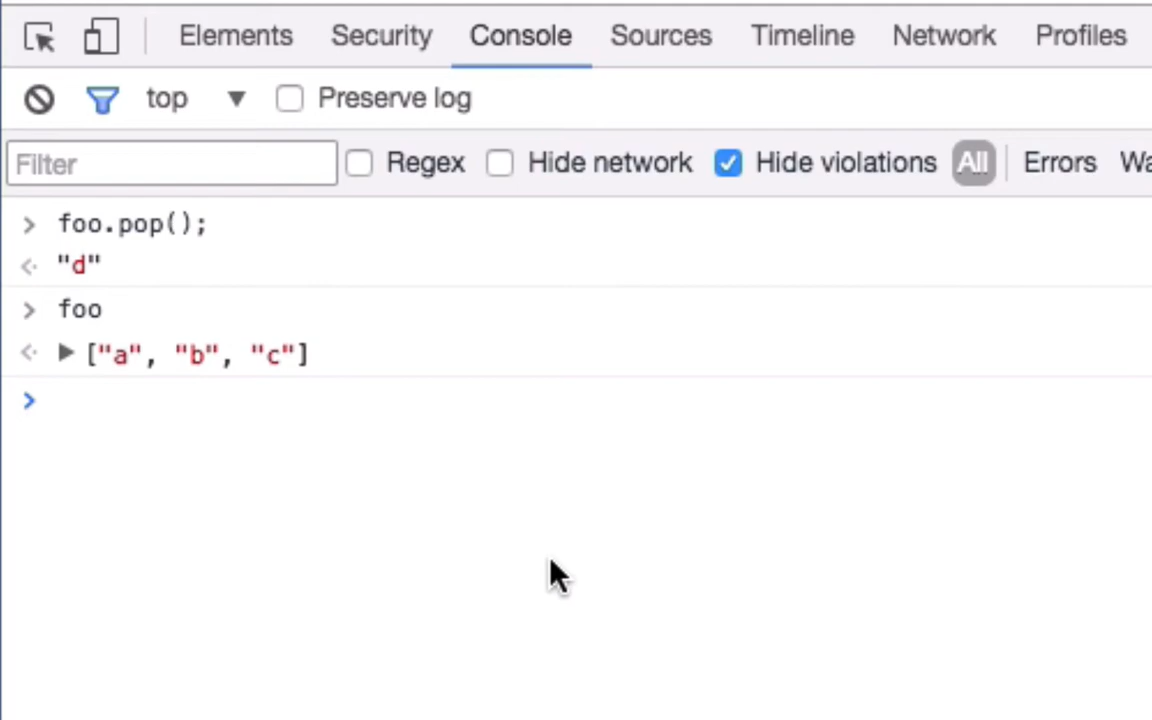 Elements Security Console Sources Timeline Network Profiles
top Preserve log
Filter Regex Hide network Hide violations All Errors
> foo.pop();
"d"
> foo
["a", "b", "c"]
>